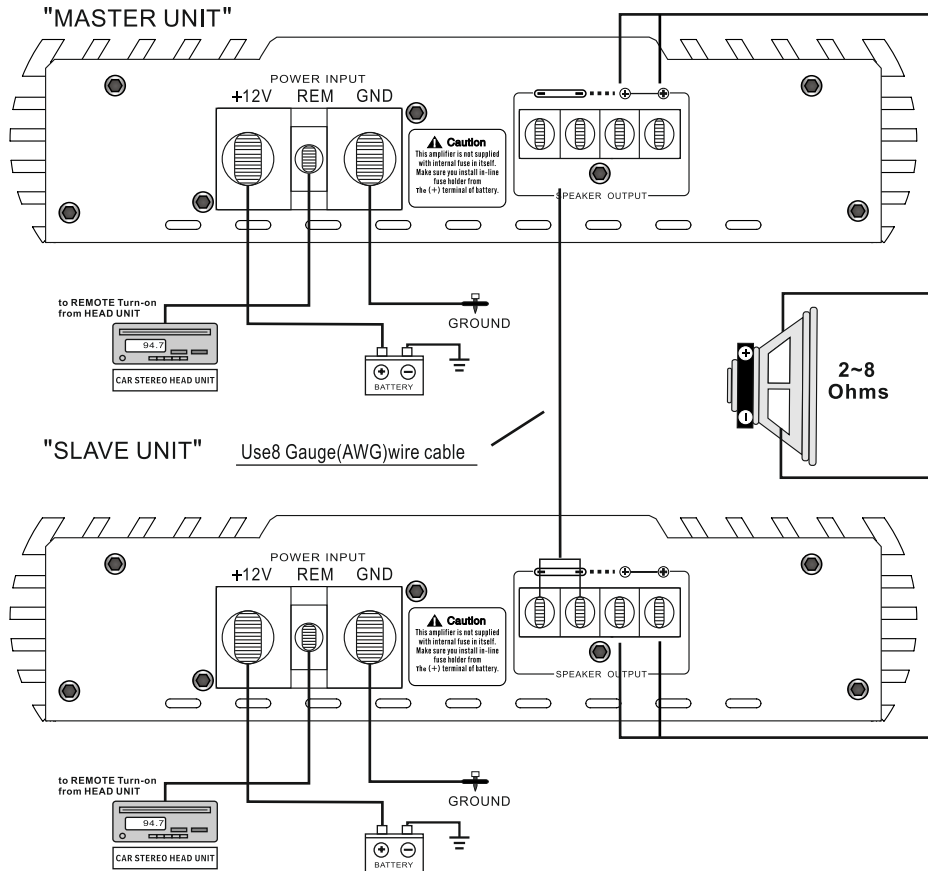 "MASTER UNIT"
POWER INPUT
+12V REM GND
Caution
This amplifier is not supplied
with internal fuse in itself.
Make sure you install in-line
fuse holder from
The (+) terminal of battery.
SPEAKER OUTPUT
to REMOTE Turn-on
from HEAD UNIT
94.7
CAR STEREO HEAD UNIT
BATTERY
GROUND
2~8
Ohms
"SLAVE UNIT"
Use8 Gauge(AWG)wire cable
POWER INPUT
+12V REM GND
Caution
This amplifier is not supplied
with internal fuse in itself.
Make sure you install in-line
fuse holder from
The (+) terminal of battery.
SPEAKER OUTPUT
to REMOTE Turn-on
from HEAD UNIT
94.7
CAR STEREO HEAD UNIT
BATTERY
GROUND